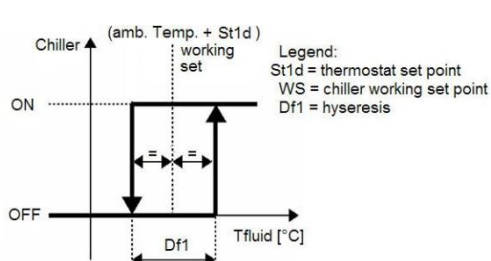 (amb. Temp. + St1d )
Chiller
working
set
Legend:
St1d = thermostat set point
WS = chiller working set point
Df1 = hyseresis
ON
= =
OFF
Tfluid [°C]
Df1